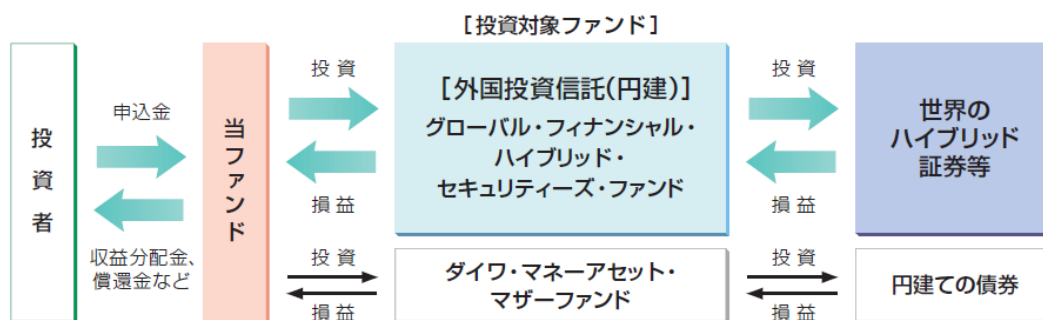 [投資対象ファンド]
投資者
申込金
収益分配金、
償還金など
当ファンド
投資
損益
[外国投資信託(円建)]
グローバル・フィナンシャル・
ハイブリッド・
セキュリティーズ・ファンド
投資
損益
世界の
ハイブリッド
証券等
投資
損益
ダイワ・マネーアセット・
マザーファンド
投資
損益
円建ての債券